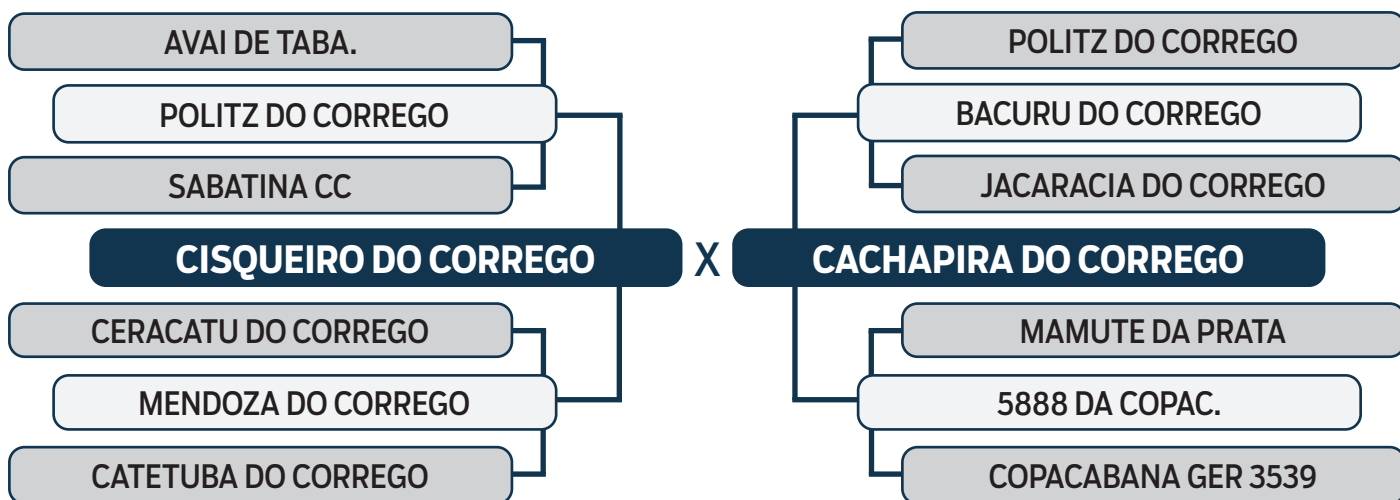 AVAI DE TABA.
POLITZ DO CORREGO
SABATINA CC
CISQUEIRO DO CORREGO
CERACATU DO CORREGO
MENDOZA DO CORREGO
CATETUBA DO CORREGO
X
POLITZ DO CORREGO
BACURU DO CORREGO
JACARACIA DO CORREGO
CACHAPIRA DO CORREGO
MAMUTE DA PRATA
5888 DA COPAC.
COPACABANA GER 3539